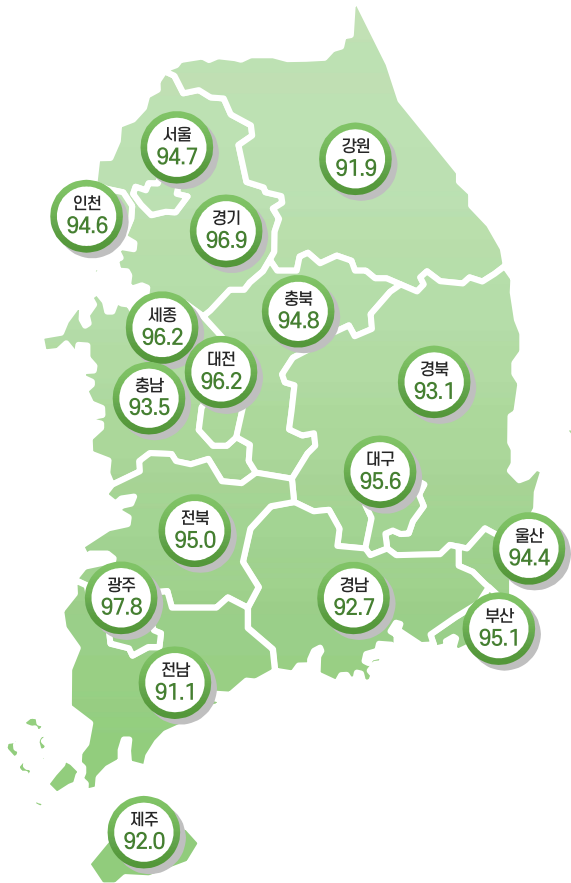 서울
94.7
강원
91.9
인천
94.6
경기
96.9
충북
94.8
세종
96.2
대전
96.2
충남
93.5
경북
93.1
대구
95.6
전북
95.0
울산
94.4
광주
97.8
경남
92.7
부산
95.1
전남
91.1
제주
92.0